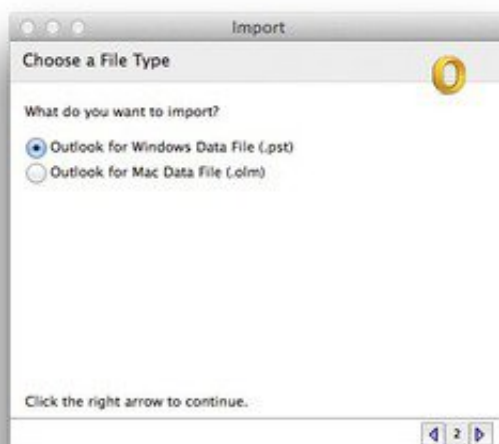 Import
Choose a File Type
O
What do you want to import?
Outlook for Windows Data File (.pst)
Outlook for Mac Data File (.olm)
Click the right arrow to continue.
2